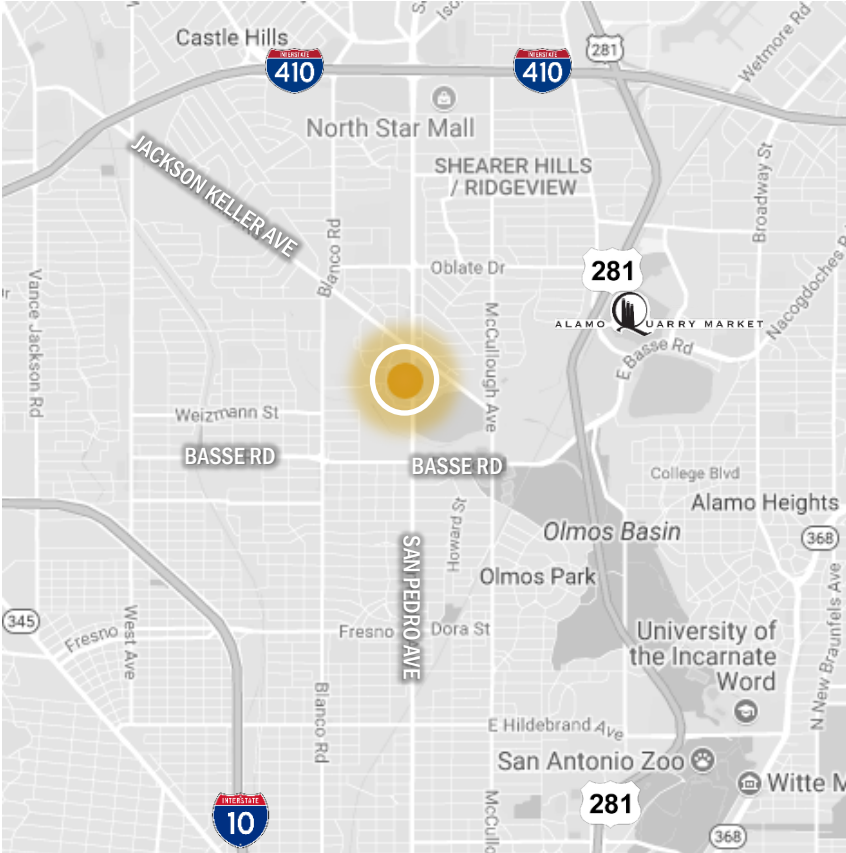 Castle Hills
INTERSTATE
410
INTERSTATE
410
281
Wetmore Rd
North Star Mall
JACKSON KELLER AVE
SHEARER HILLS
/ RIDGEVIEW
Broadway St
Blanco Rd
Oblate Dr
281
Vance Jackson Rd
McCullough Ave
ALAMO QUARRY MARKET
Nacogdoches
E Basse Rd
Weizmann St
BASSE RD
BASSE RD
College Blvd
Alamo Heights
Howard St
Olmos Basin
368
SAN PEDRO AVE
Olmos Park
345
West Ave
Fresno
Fresno
Dora St
University of
the Incarnate
Word
N New Braunfels Ave
Blanco Rd
E Hildebrand Ave
San Antonio Zoo
Witte M
INTERSTATE
10
281
McCullo
368